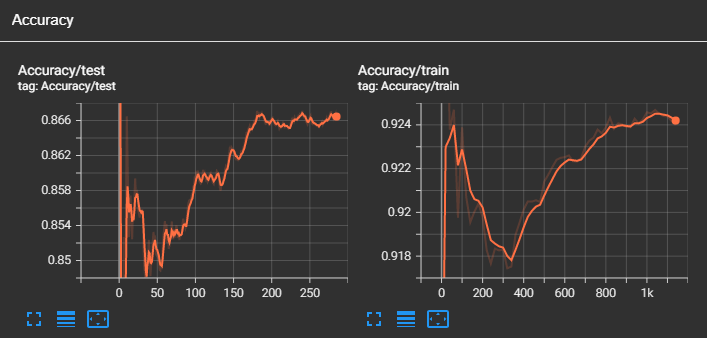 Accuracy
Accuracy/test
tag: Accuracy/test
0.866
0.862
0.858
0.854
0.85
0 50 100 150 200 250
Accuracy/train
tag: Accuracy/train
0.924
0.922
0.92
0.918
0 200 400 600 800 1k